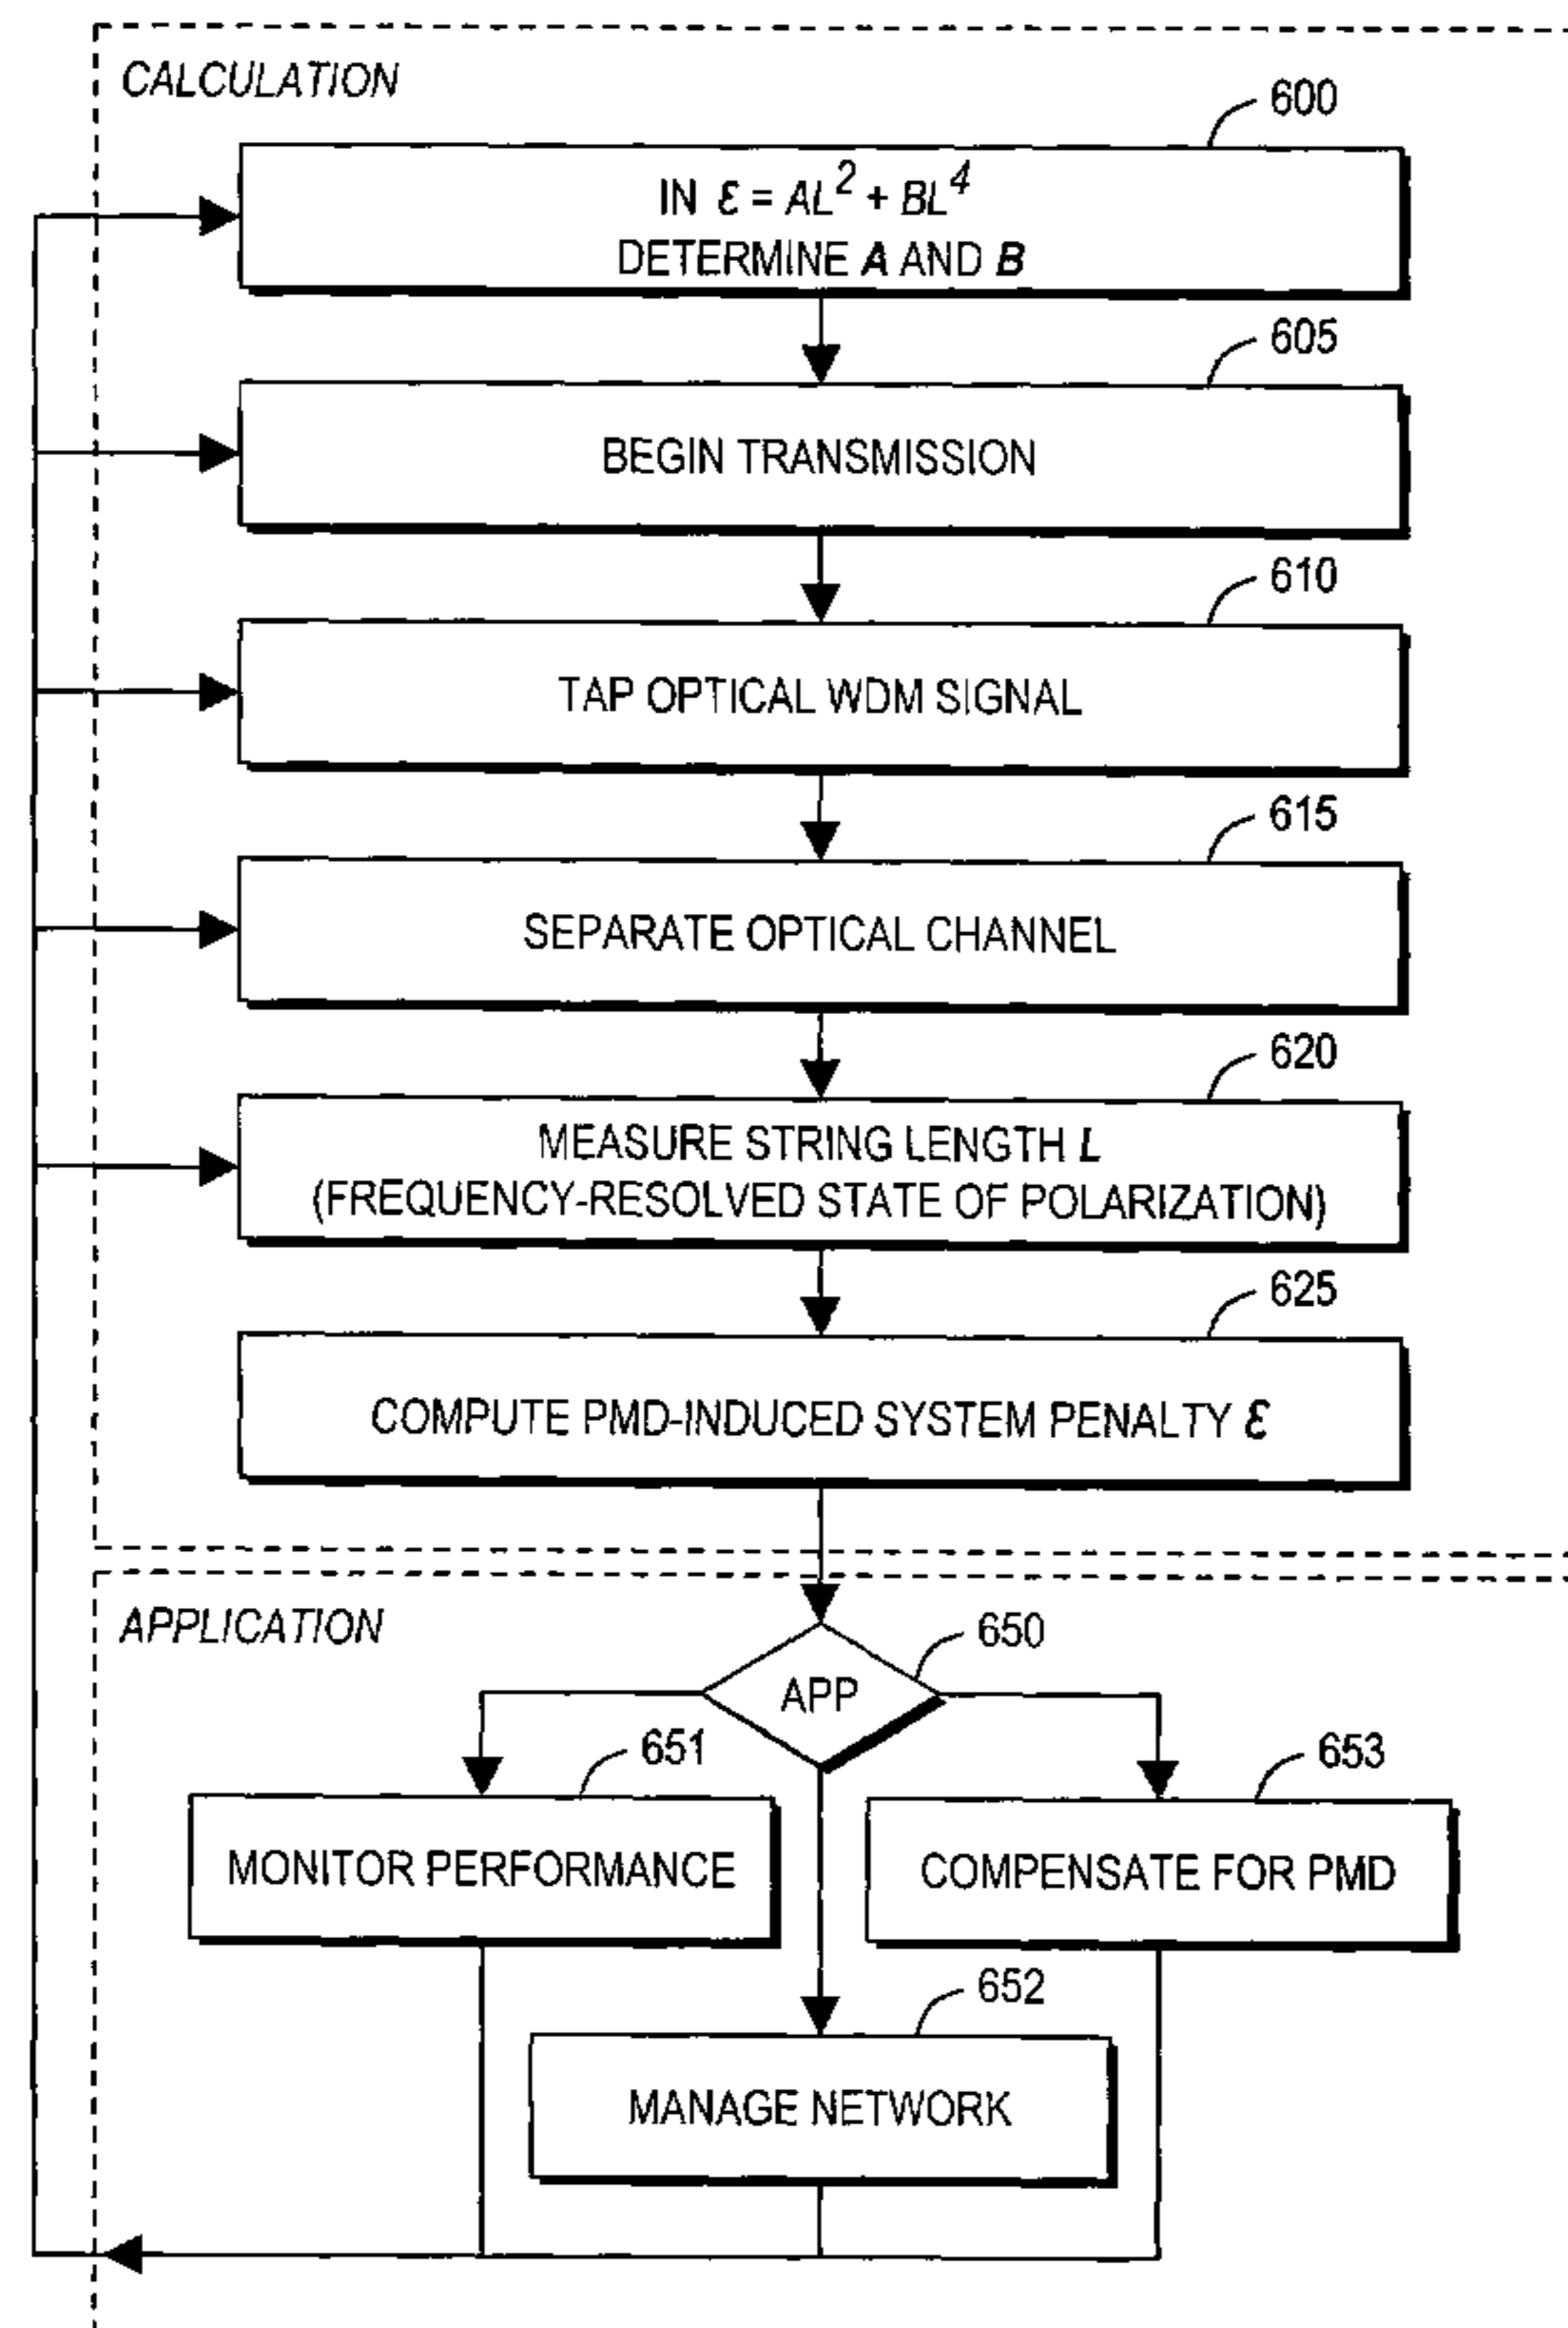 CALCULATION
600
IN ε = AL² + BL⁴
DETERMINE A AND B
605
BEGIN TRANSMISSION
610
TAP OPTICAL WDM SIGNAL
615
SEPARATE OPTICAL CHANNEL
620
MEASURE STRING LENGTH L
(FREQUENCY-RESOLVED STATE OF POLARIZATION)
625
COMPUTE PMD-INDUCED SYSTEM PENALTY ε
APPLICATION
650
APP
651
653
MONITOR PERFORMANCE
COMPENSATE FOR PMD
652
MANAGE NETWORK